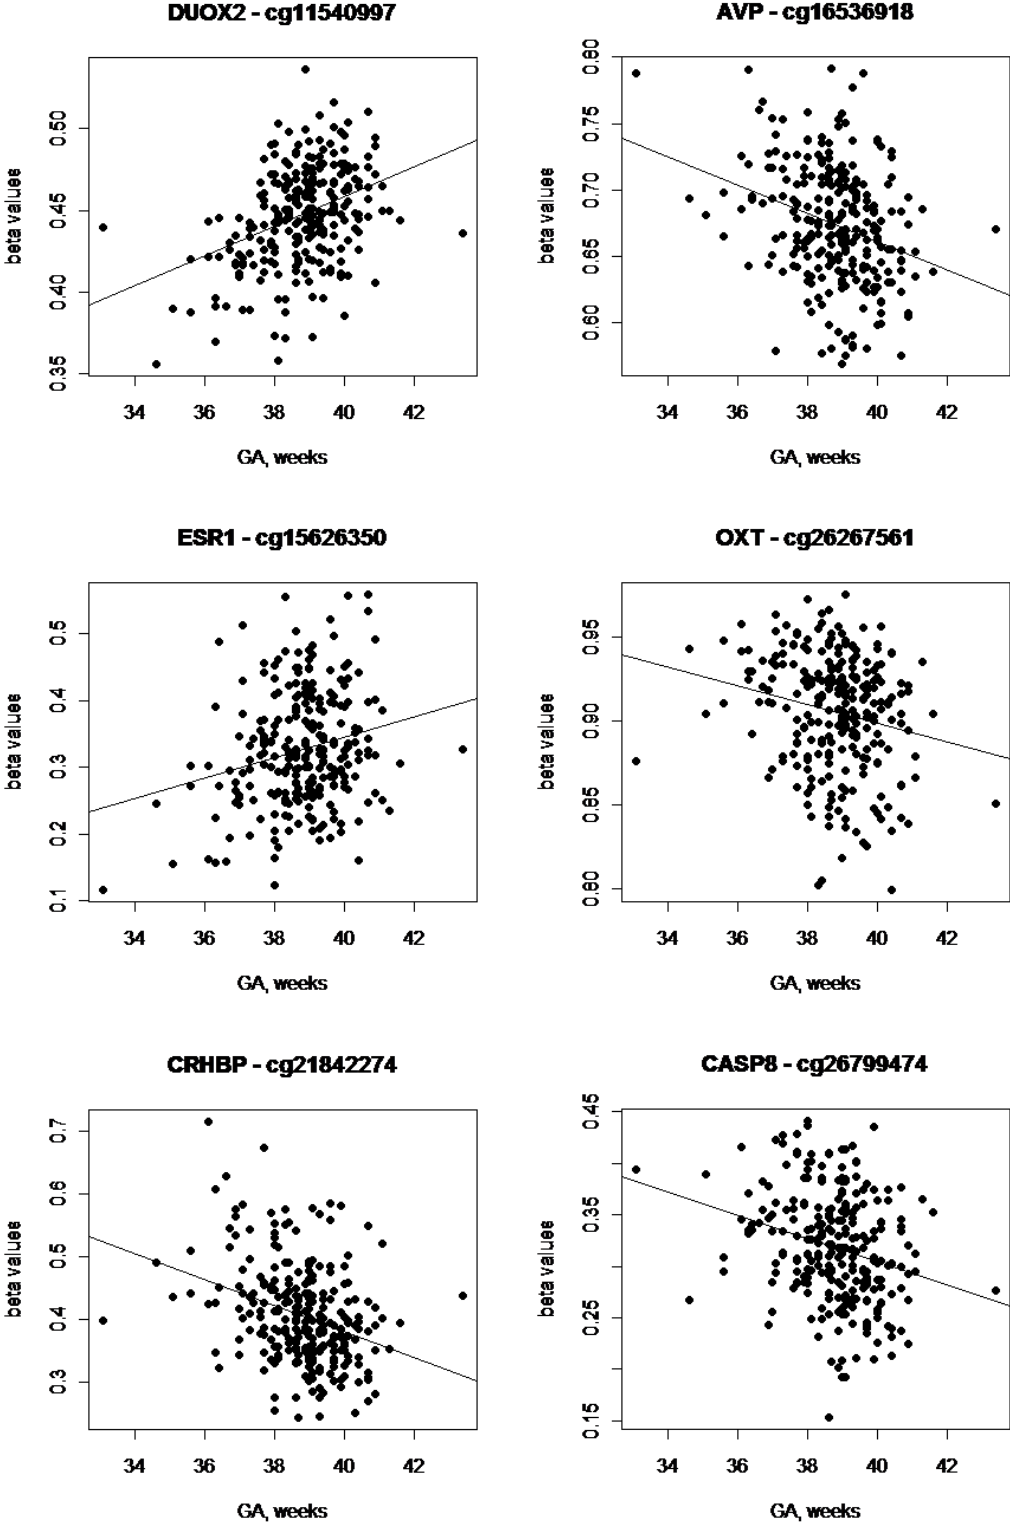 DUOX2 - cg11540997
AVP - cg16536918
beta values
0.35 0.40 0.45 0.50
34 36 38 40 42
GA, weeks
beta values
0.60 0.65 0.70 0.75 0.80
34 36 38 40 42
GA, weeks
ESR1 - cg15626350
OXT - cg26267561
beta values
0.1 0.2 0.3 0.4 0.5
34 36 38 40 42
GA, weeks
beta values
0.80 0.85 0.90 0.95
34 36 38 40 42
GA, weeks
CRHBP - cg21842274
CASP8 - cg26799474
beta values
0.3 0.4 0.5 0.6 0.7
34 36 38 40 42
GA, weeks
beta values
0.15 0.25 0.35 0.45
34 36 38 40 42
GA, weeks